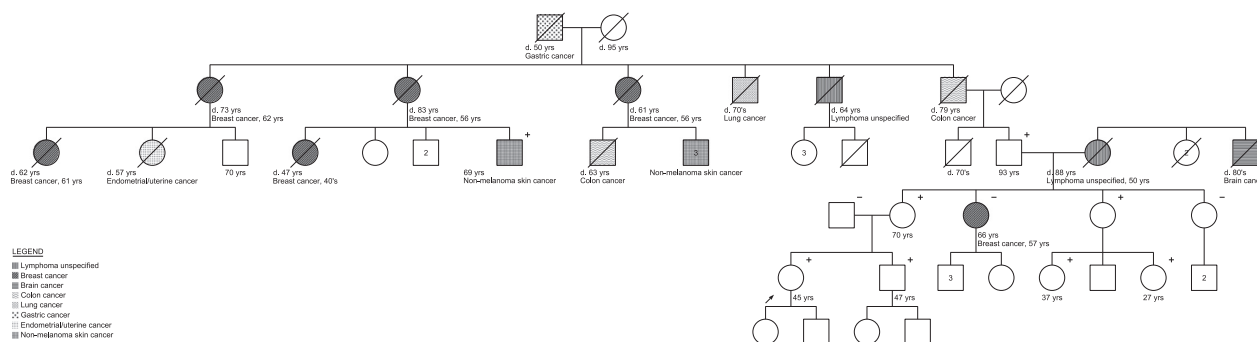 d. 50 yrs
Gastric cancer
d. 95 yrs
d. 73 yrs
Breast cancer, 62 yrs
d. 83 yrs
Breast cancer, 56 yrs
d. 61 yrs
Breast cancer, 56 yrs
d. 70's
Lung cancer
d. 64 yrs
Lymphoma unspecified
d. 79 yrs
Colon cancer
d. 62 yrs
Breast cancer, 61 yrs
d. 57 yrs
Endometrial/uterine cancer
70 yrs
d. 47 yrs
Breast cancer, 40's
2
+
69 yrs
Non-melanoma skin cancer
d. 63 yrs
Colon cancer
3
Non-melanoma skin cancer
3
d. 70's
+
93 yrs
d. 88 yrs
Lymphoma unspecified, 50 yrs
2
d. 80's
Brain canc
–
+
70 yrs
–
66 yrs
Breast cancer, 57 yrs
+
–
+
45 yrs
+
47 yrs
3
+
37 yrs
+
27 yrs
2
LEGEND
Lymphoma unspecified
Breast cancer
Brain cancer
Colon cancer
Lung cancer
Gastric cancer
Endometrial/uterine cancer
Non-melanoma skin cancer